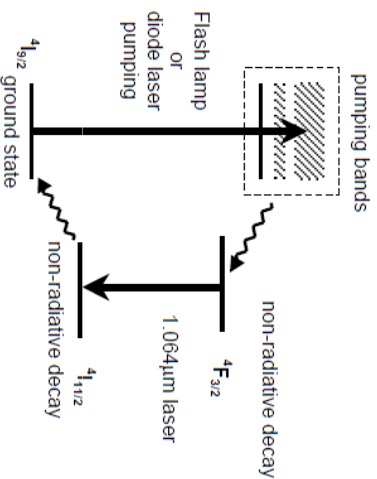 pumping bands
non-radiative decay
Flash lamp
or
diode laser
pumping
⁴F₃/₂
1.064μm laser
⁴I₁₁/₂
non-radiative decay
⁴I₉/₂
ground state